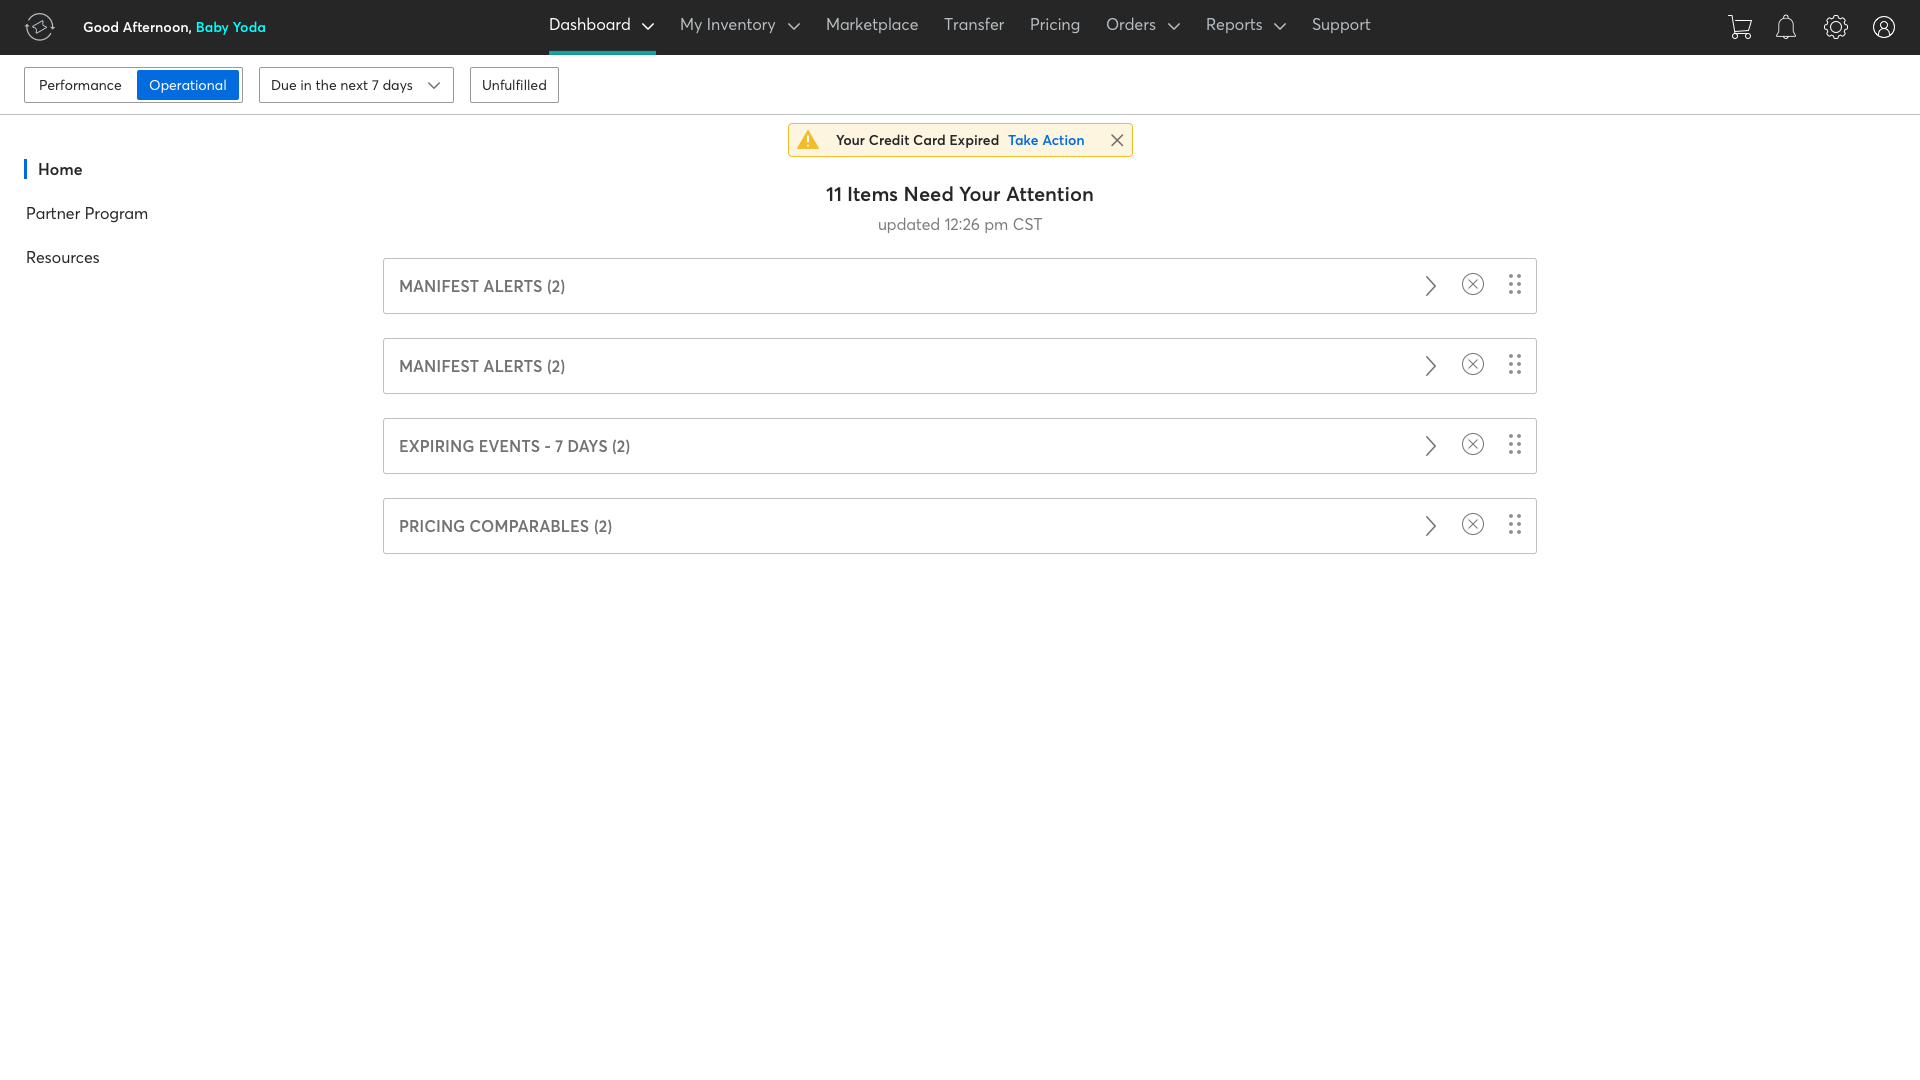 Good Afternoon, Baby Yoda
Dashboard
My Inventory
Marketplace
Transfer
Pricing
Orders
Reports
Support
Performance
Operational
Due in the next 7 days
Unfulfilled
Your Credit Card Expired Take Action
Home
Partner Program
Resources
11 Items Need Your Attention
updated 12:26 pm CST
MANIFEST ALERTS (2)
MANIFEST ALERTS (2)
EXPIRING EVENTS - 7 DAYS (2)
PRICING COMPARABLES (2)